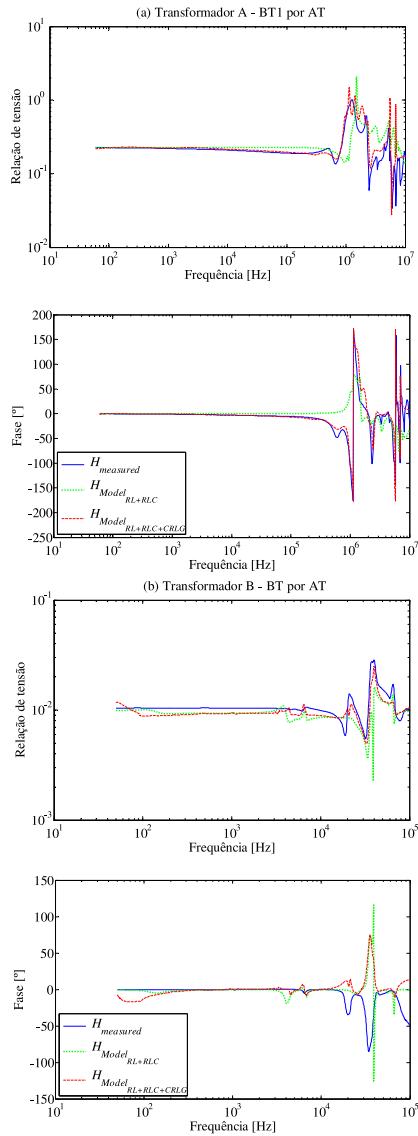 (a) Transformador A - BT1 por AT
Relação de tensão
10^1
10^0
10^-1
10^-2
10^1 10^2 10^3 10^4 10^5 10^6 10^7
Frequência [Hz]
Fase [º]
200
150
100
50
0
-50
-100
-150
-200
-250
H_measured
H_Model_RL+RLC
H_Model_RL+RLC+CRLG
10^1 10^2 10^3 10^4 10^5 10^6 10^7
Frequência [Hz]
(b) Transformador B - BT por AT
Relação de tensão
10^-1
10^-2
10^-3
10^1 10^2 10^3 10^4 10^5
Frequência [Hz]
Fase [º]
150
100
50
0
-50
-100
-150
H_measured
H_Model_RL+RLC
H_Model_RL+RLC+CRLG
10^1 10^2 10^3 10^4 10^5
Frequência [Hz]